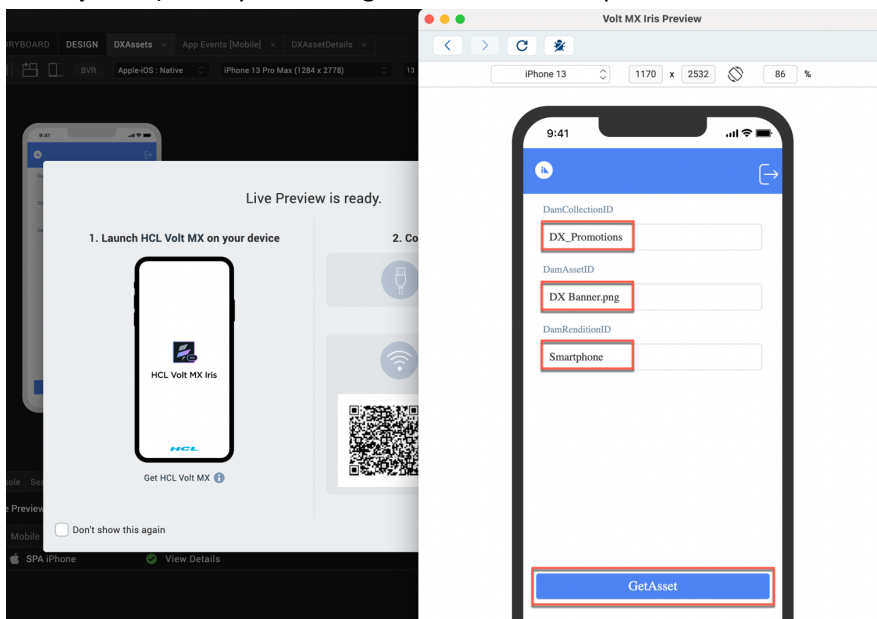 Volt MX Iris Preview
RYBOARD DESIGN DXAssets × App Events [Mobile] × DXAssetDetails ×
BVR Apple-iOS : Native iPhone 13 Pro Max (1284 x 2778) 13
iPhone 13 1170 x 2532 86 %
9:41
9:41
DamCollectionID
DX_Promotions
DamAssetID
DX Banner.png
DamRenditionID
Smartphone
GetAsset
Live Preview is ready.
1. Launch HCL Volt MX on your device
2. Co
HCL Volt MX Iris
HCL
Get HCL Volt MX
Don't show this again
e Preview
Mobile
SPA iPhone View Details